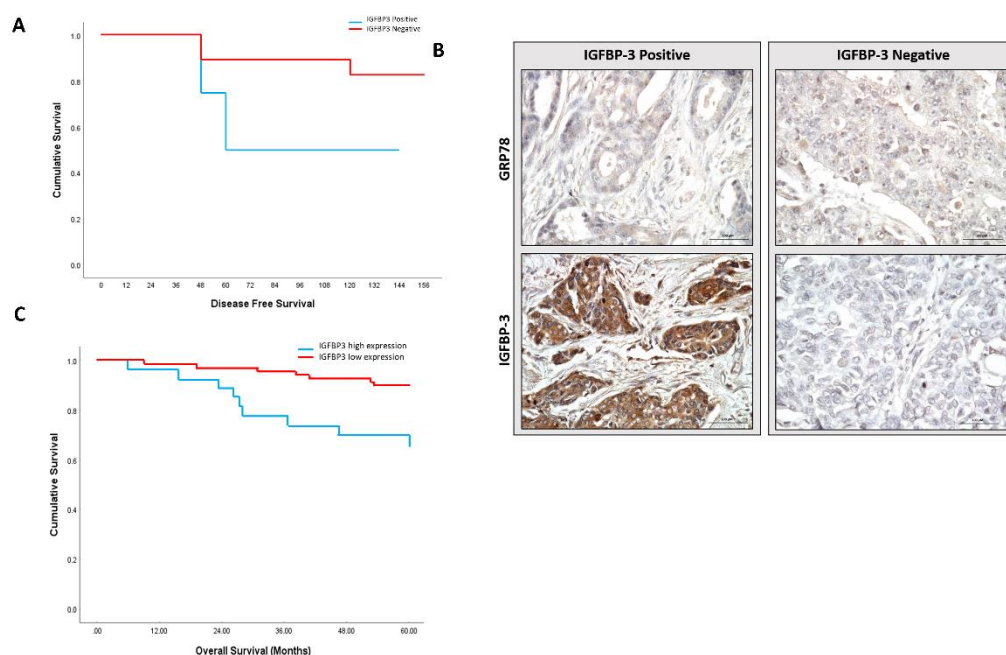 A
IGFBP3 Positive
IGFBP3 Negative
1.0
0.8
0.6
0.4
0.2
0.0
Cumulative Survival
0 12 24 36 48 60 72 84 96 108 120 132 144 156
Disease Free Survival
B
IGFBP-3 Positive
IGFBP-3 Negative
GRP78
IGFBP-3
C
IGFBP3 high expression
IGFBP3 low expression
1.0
0.8
0.6
0.4
0.2
0.0
Cumulative Survival
.00 12.00 24.00 36.00 48.00 60.00
Overall Survival (Months)